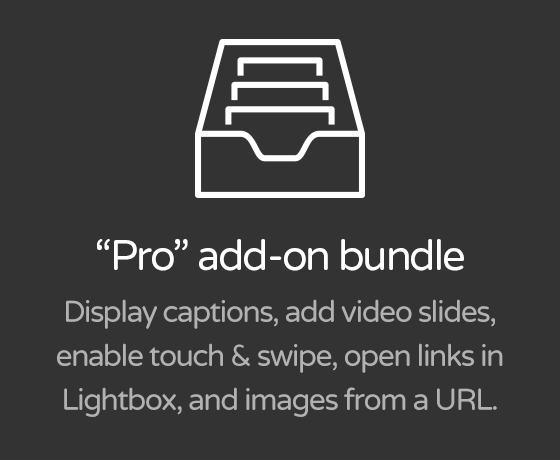 “Pro” add-on bundle
Display captions, add video slides,
enable touch & swipe, open links in
Lightbox, and images from a URL.